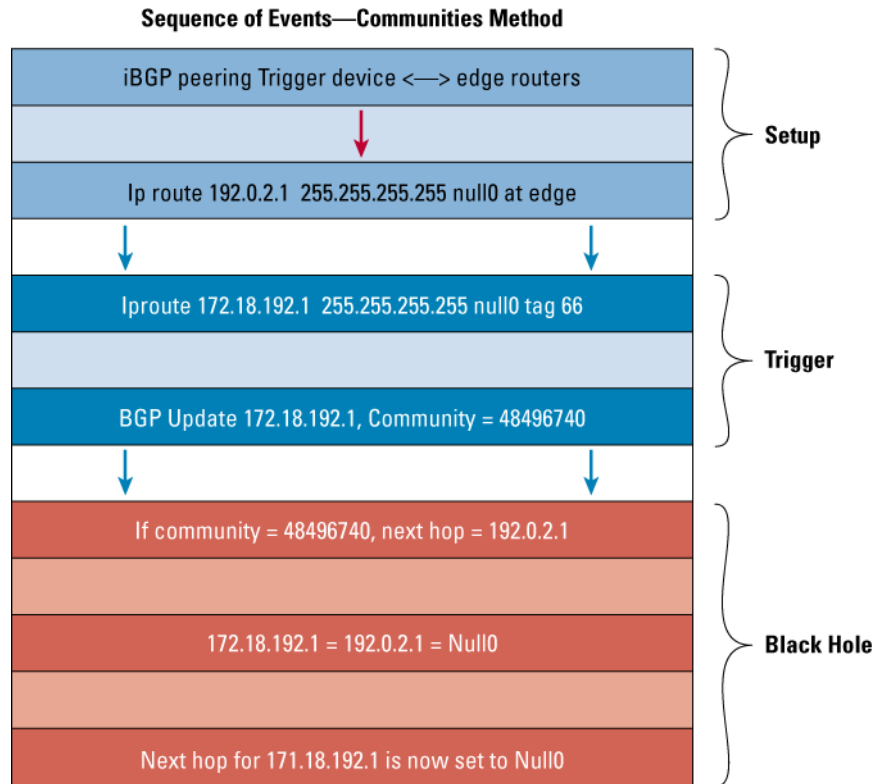 Sequence of Events—Communities Method
iBGP peering Trigger device <—> edge routers
Setup
Ip route 192.0.2.1 255.255.255.255 null0 at edge
Iproute 172.18.192.1 255.255.255.255 null0 tag 66
Trigger
BGP Update 172.18.192.1, Community = 48496740
If community = 48496740, next hop = 192.0.2.1
172.18.192.1 = 192.0.2.1 = Null0
Black Hole
Next hop for 171.18.192.1 is now set to Null0